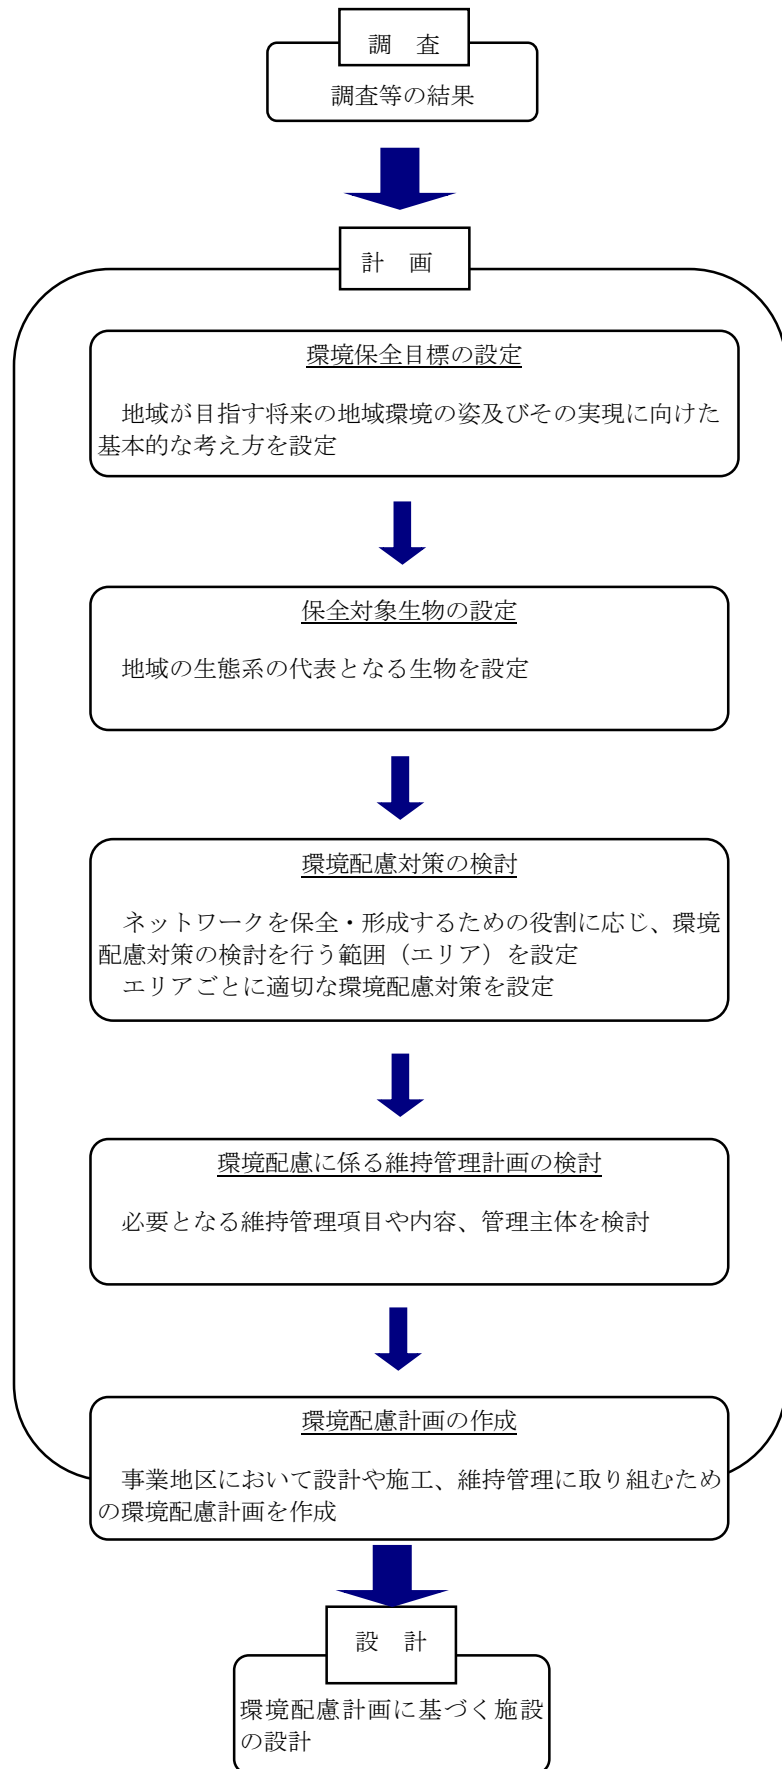 調　査
調査等の結果
計　画
環境保全目標の設定
　地域が目指す将来の地域環境の姿及びその実現に向けた
基本的な考え方を設定
保全対象生物の設定
　地域の生態系の代表となる生物を設定
環境配慮対策の検討
　ネットワークを保全・形成するための役割に応じ、環境
配慮対策の検討を行う範囲（エリア）を設定
　エリアごとに適切な環境配慮対策を設定
環境配慮に係る維持管理計画の検討
　必要となる維持管理項目や内容、管理主体を検討
環境配慮計画の作成
　事業地区において設計や施工、維持管理に取り組むため
の環境配慮計画を作成
設　計
環境配慮計画に基づく施設
の設計